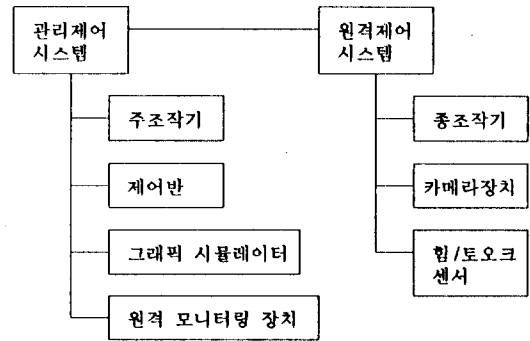 관리제어
시스템
원격제어
시스템
주조작기
제어반
그래픽 시뮬레이터
원격 모니터링 장치
종조작기
카메라장치
힘/토오크
센서